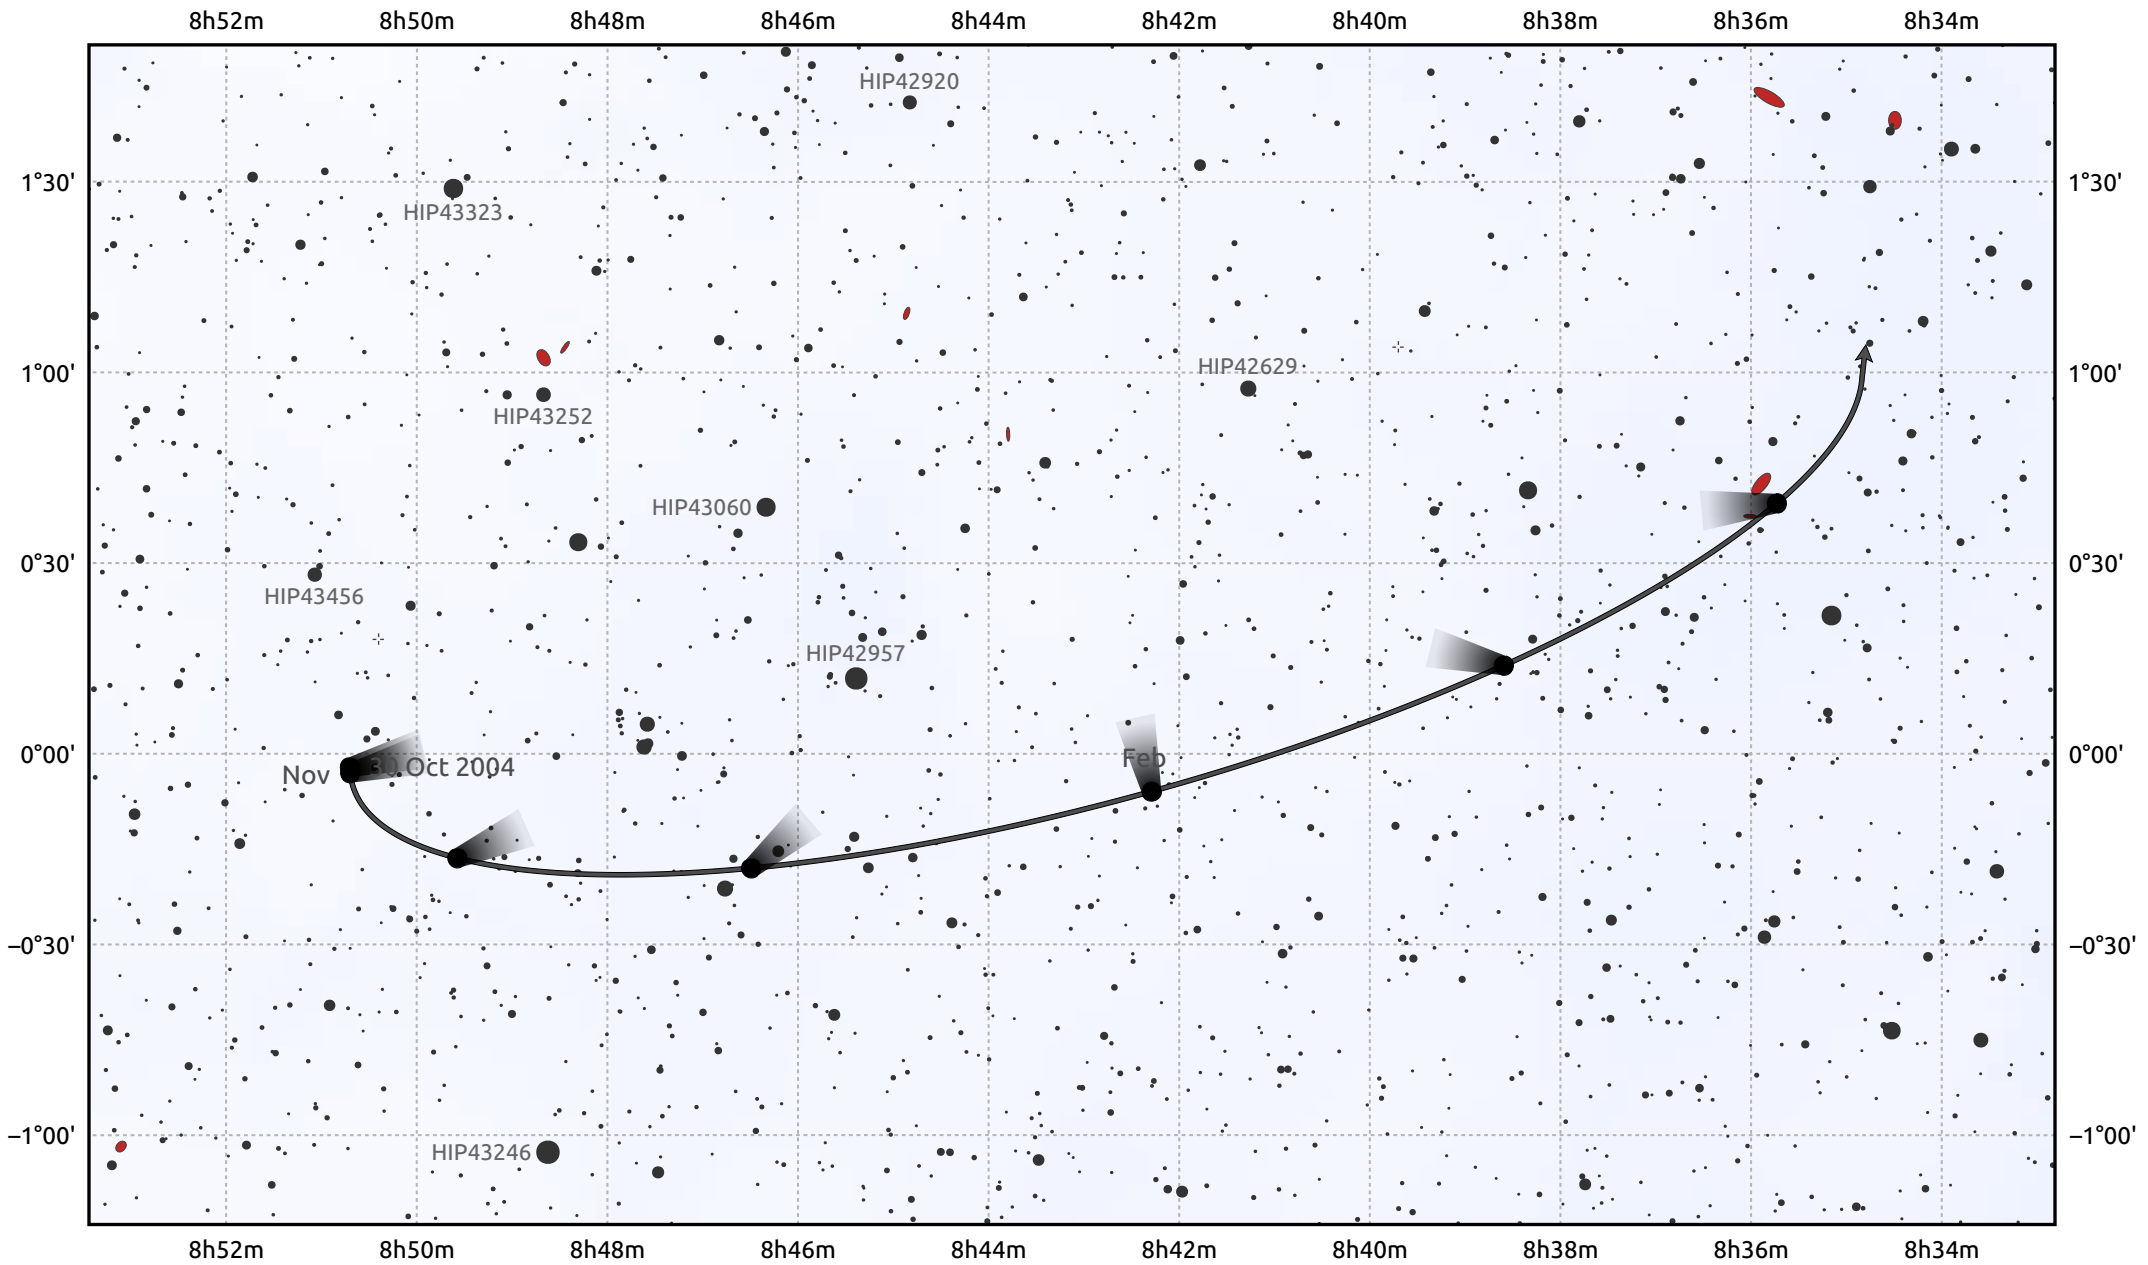 8h52m 8h50m 8h48m 8h46m 8h44m 8h42m 8h40m 8h38m 8h36m 8h34m
HIP42920
1°30' 1°30'
HIP43323
HIP42629
1°00' 1°00'
HIP43252
HIP43060
0°30' 0°30'
HIP43456
HIP42957
0°00' Feb 0°00'
Nov 30 Oct 2004
−0°30' −0°30'
−1°00' −1°00'
HIP43246
8h52m 8h50m 8h48m 8h46m 8h44m 8h42m 8h40m 8h38m 8h36m 8h34m